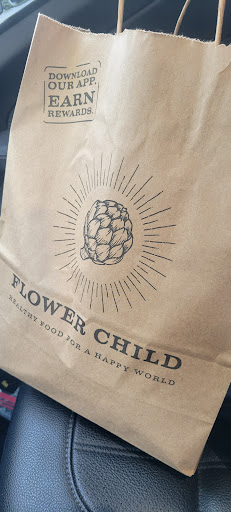 DOWNLOAD
OUR APP.
EARN
REWARDS.
FLOWER CHILD
HEALTHY FOOD FOR A HAPPY WORLD